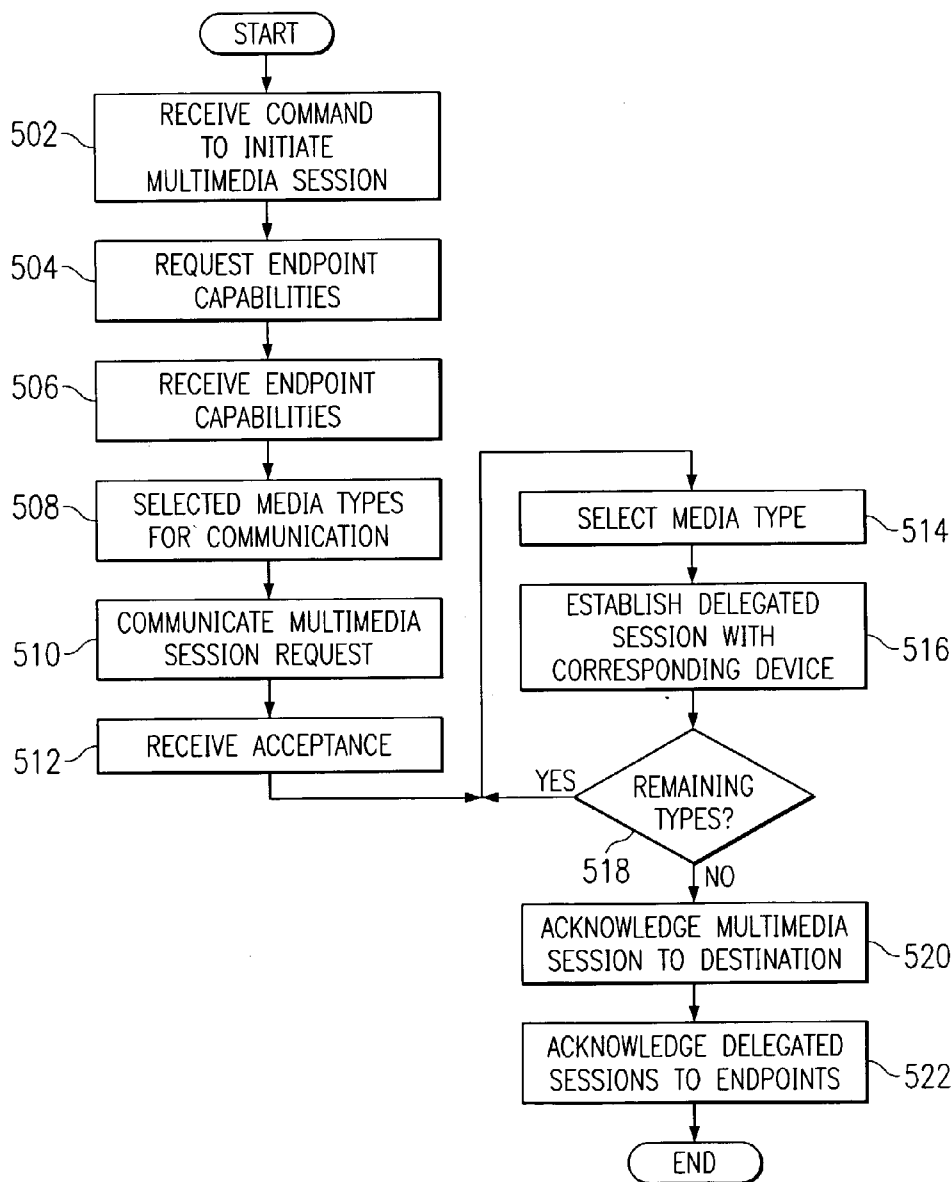 START
502
RECEIVE COMMAND
TO INITIATE
MULTIMEDIA SESSION
504
REQUEST ENDPOINT
CAPABILITIES
506
RECEIVE ENDPOINT
CAPABILITIES
508
SELECTED MEDIA TYPES
FOR COMMUNICATION
510
COMMUNICATE MULTIMEDIA
SESSION REQUEST
512
RECEIVE ACCEPTANCE
SELECT MEDIA TYPE
514
ESTABLISH DELEGATED
SESSION WITH
CORRESPONDING DEVICE
516
YES
REMAINING
TYPES?
518
NO
ACKNOWLEDGE MULTIMEDIA
SESSION TO DESTINATION
520
ACKNOWLEDGE DELEGATED
SESSIONS TO ENDPOINTS
522
END